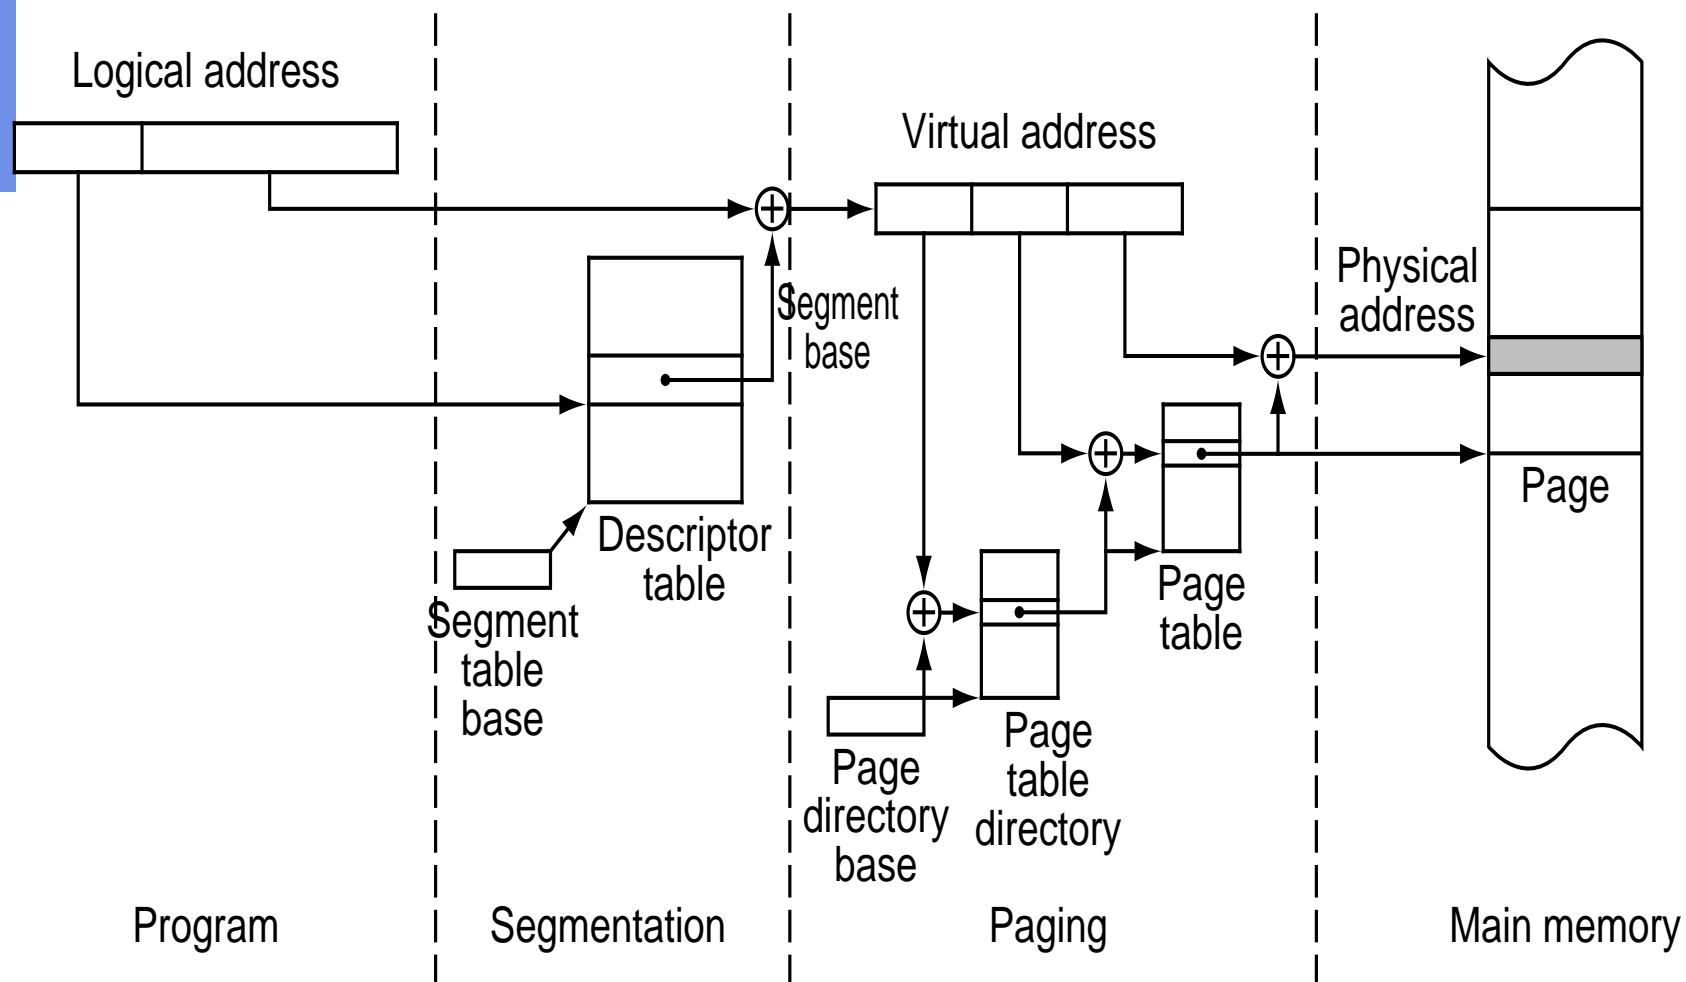 Logical address
Virtual address
Physical
address
Segment
base
Page
Descriptor
table
Page
table
Segment
table
base
Page
table
directory
Page
directory
base
Program
Segmentation
Paging
Main memory